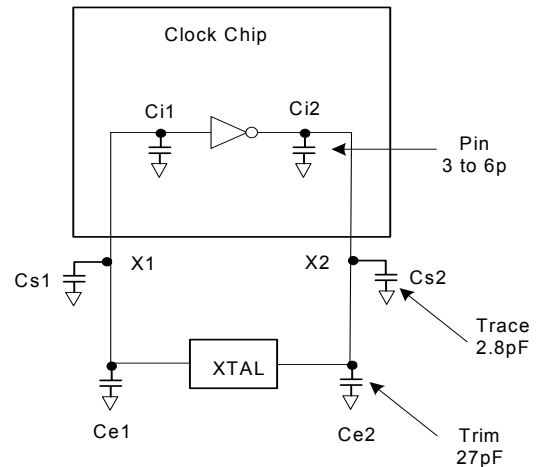 Clock Chip
Ci1
Ci2
Pin
3 to 6p
Cs1
X1
X2
Cs2
Trace
2.8pF
XTAL
Ce1
Ce2
Trim
27pF